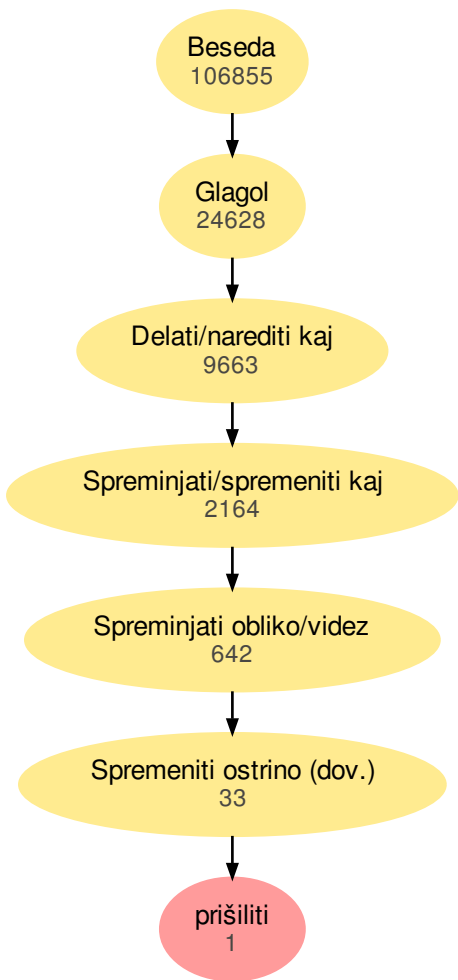 Beseda
106855
Glagol
24628
Delati/narediti kaj
9663
Spreminjati/spremeniti kaj
2164
Spreminjati obliko/videz
642
Spremeniti ostrino (dov.)
33
prišiliti
1